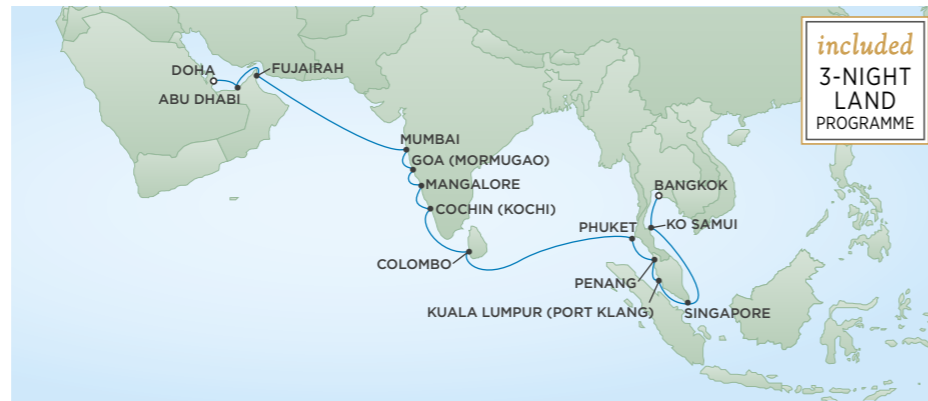 included
3-NIGHT
LAND
PROGRAMME
DOHA
FUJAIRAH
ABU DHABI
MUMBAI
GOA (MORMUGAO)
MANGALORE
COCHIN (KOCHI)
COLOMBO
BANGKOK
KO SAMUI
PHUKET
PENANG
KUALA LUMPUR (PORT KLANG)
SINGAPORE